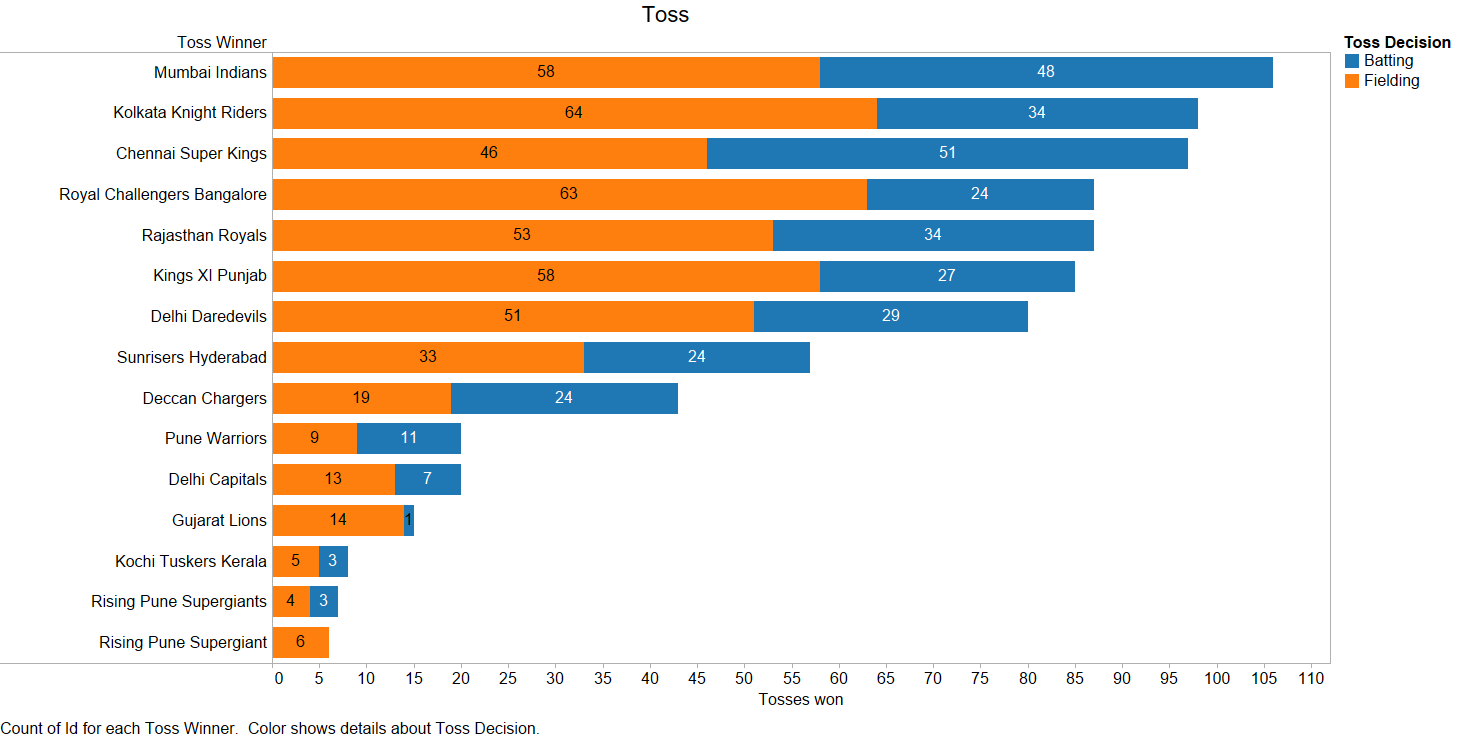 Toss
Toss Winner
Toss Decision
Batting
Fielding
Mumbai Indians 58 48
Kolkata Knight Riders 64 34
Chennai Super Kings 46 51
Royal Challengers Bangalore 63 24
Rajasthan Royals 53 34
Kings XI Punjab 58 27
Delhi Daredevils 51 29
Sunrisers Hyderabad 33 24
Deccan Chargers 19 24
Pune Warriors 9 11
Delhi Capitals 13 7
Gujarat Lions 14 1
Kochi Tuskers Kerala 5 3
Rising Pune Supergiants 4 3
Rising Pune Supergiant 6
0 5 10 15 20 25 30 35 40 45 50 55 60 65 70 75 80 85 90 95 100 105 110
Tosses won
Count of Id for each Toss Winner.  Color shows details about Toss Decision.